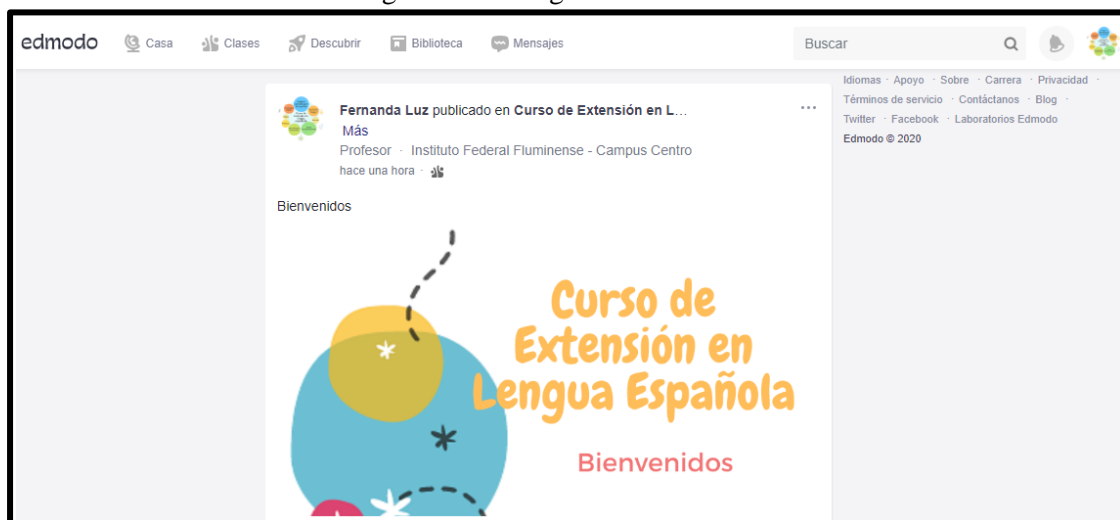 edmodo Casa Clases Descubrir Biblioteca Mensajes Buscar
Fernanda Luz publicado en Curso de Extensión en L...
Más
Profesor · Instituto Federal Fluminense - Campus Centro
hace una hora ·
Bienvenidos
Curso de
Extensión en
Lengua Española
Bienvenidos
Idiomas · Apoyo · Sobre · Carrera · Privacidad ·
Términos de servicio · Contáctanos · Blog ·
Twitter · Facebook · Laboratorios Edmodo
Edmodo © 2020